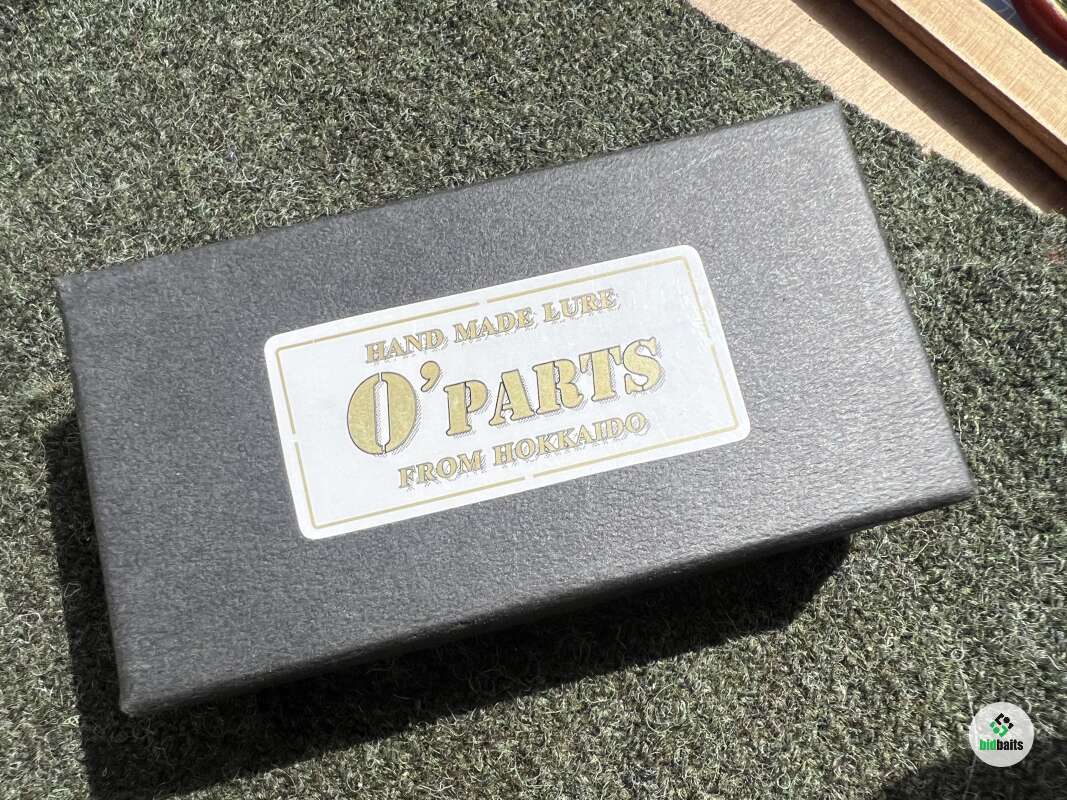 HAND MADE LURE
O'PARTS
FROM HOKKAIDO
bidbaits